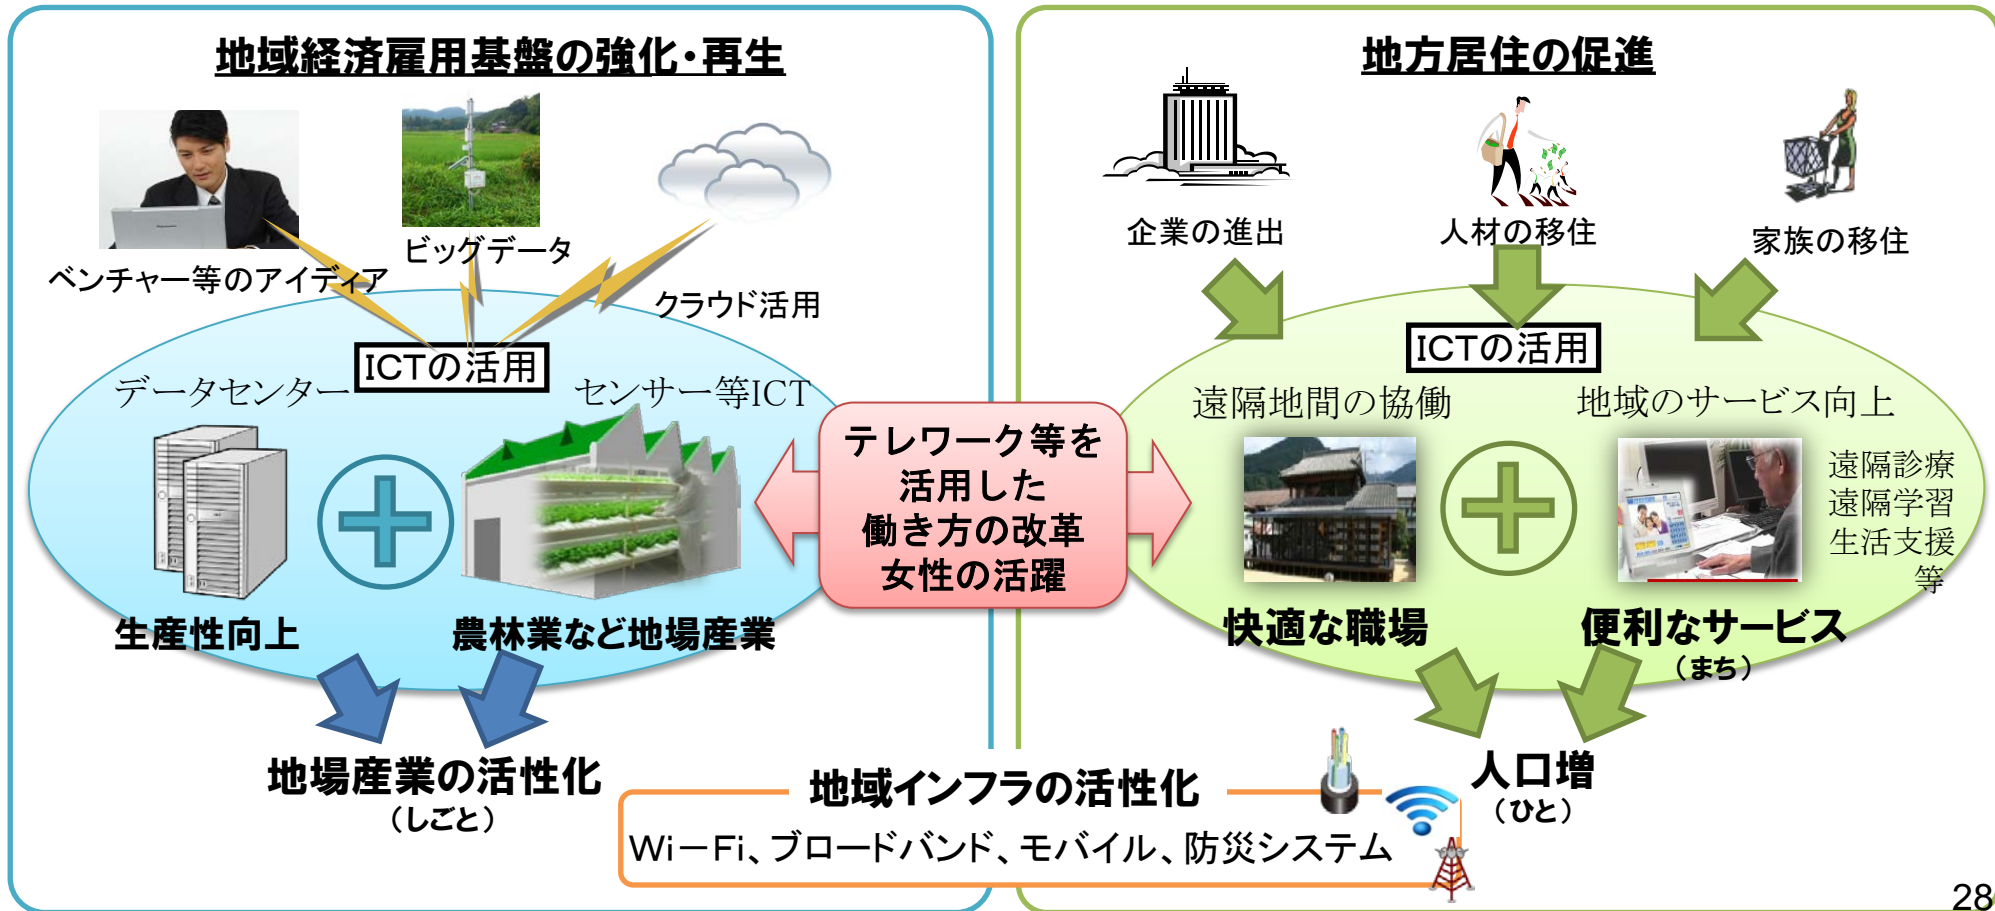 地域経済雇用基盤の強化・再生
ベンチャー等のアイディア
ビッグデータ
クラウド活用
ICTの活用
データセンター
センサー等ICT
生産性向上
農林業など地場産業
地場産業の活性化
（しごと）
テレワーク等を
活用した
働き方の改革
女性の活躍
地方居住の促進
企業の進出
人材の移住
家族の移住
ICTの活用
遠隔地間の協働
地域のサービス向上
遠隔診療
遠隔学習
生活支援
等
快適な職場
便利なサービス
（まち）
人口増
（ひと）
地域インフラの活性化
Wi－Fi、ブロードバンド、モバイル、防災システム
28